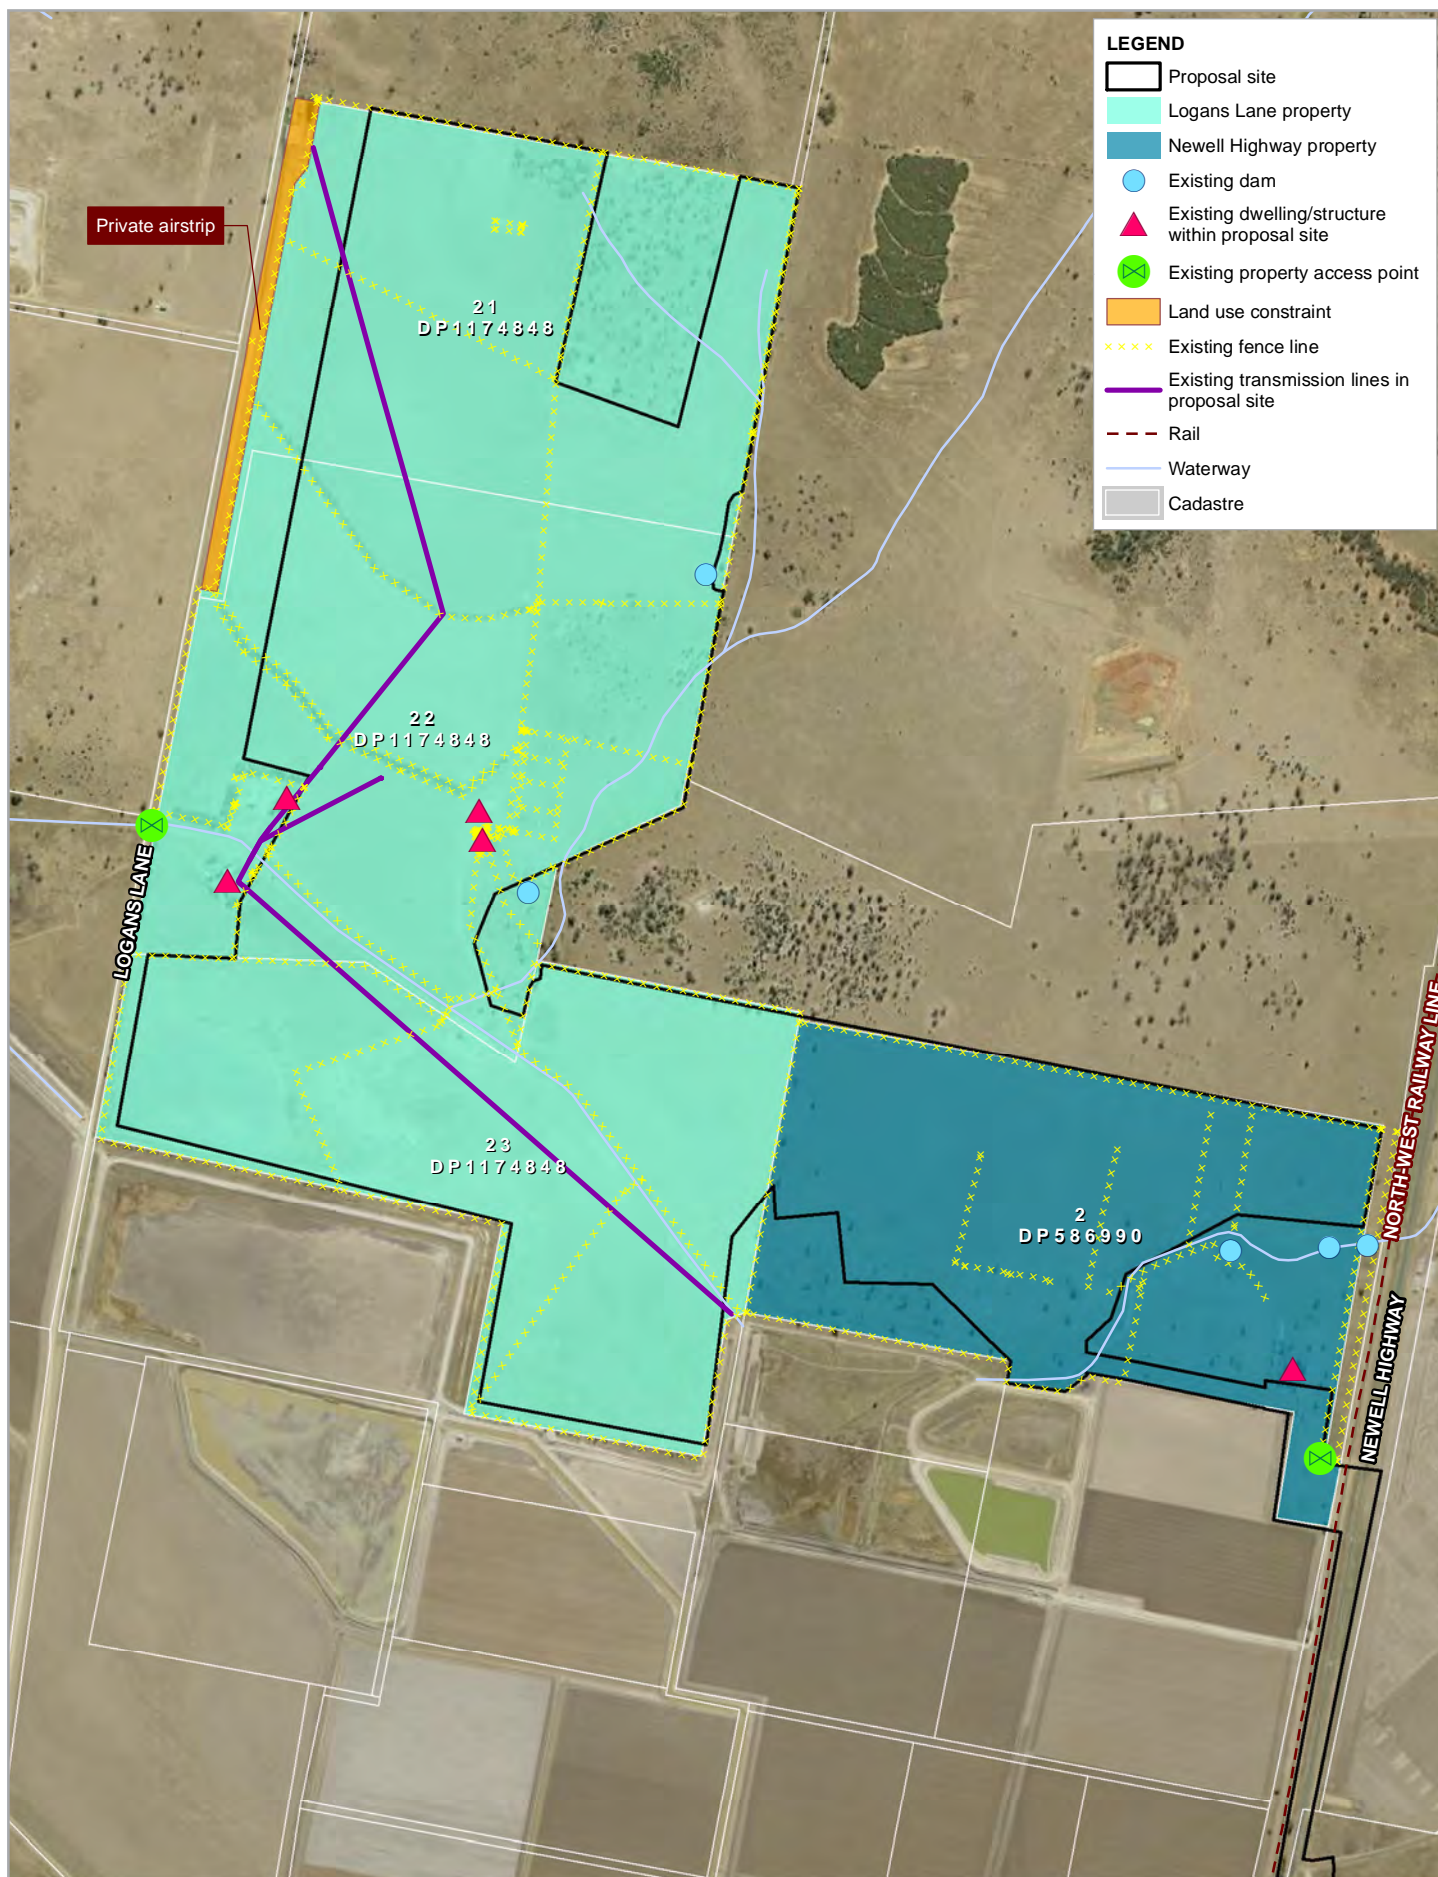 LEGEND
Proposal site
Logans Lane property
Newell Highway property
Existing dam
Existing dwelling/structure
within proposal site
Existing property access point
Land use constraint
Existing fence line
Existing transmission lines in
proposal site
Rail
Waterway
Cadastre
Private airstrip
21
DP1174848
22
DP1174848
LOGANS LANE
23
DP1174848
2
DP586990
NORTH-WEST RAILWAY LINE
NEWELL HIGHWAY